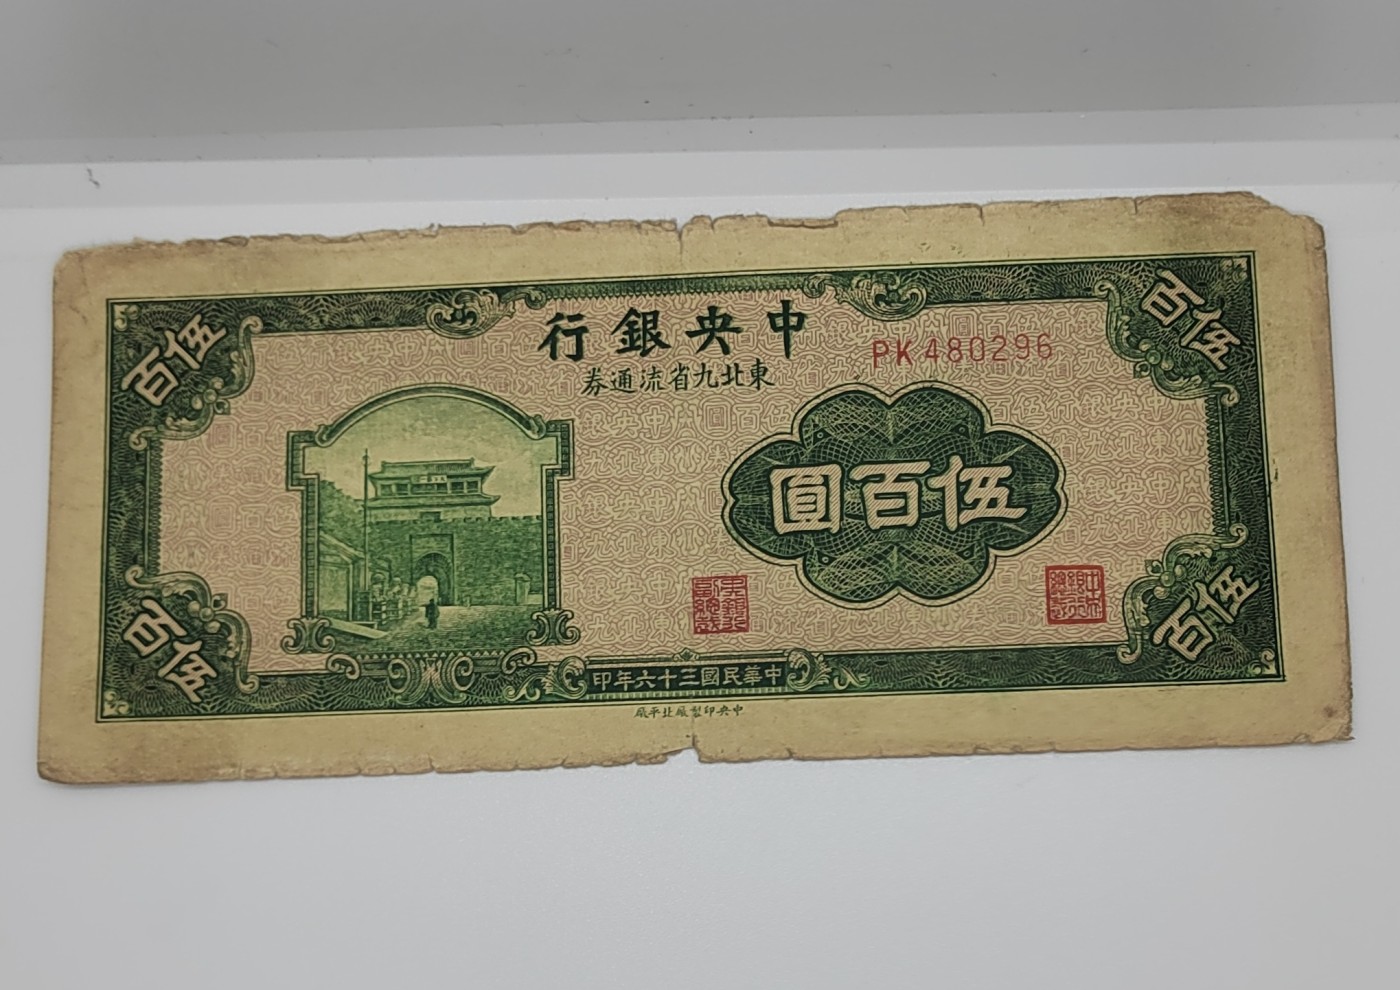 中央銀行
東北九省流通券
PK480296
伍百
伍百
伍百圓
伍百
伍百
中華民國三十六年印
中央印製廠北平廠